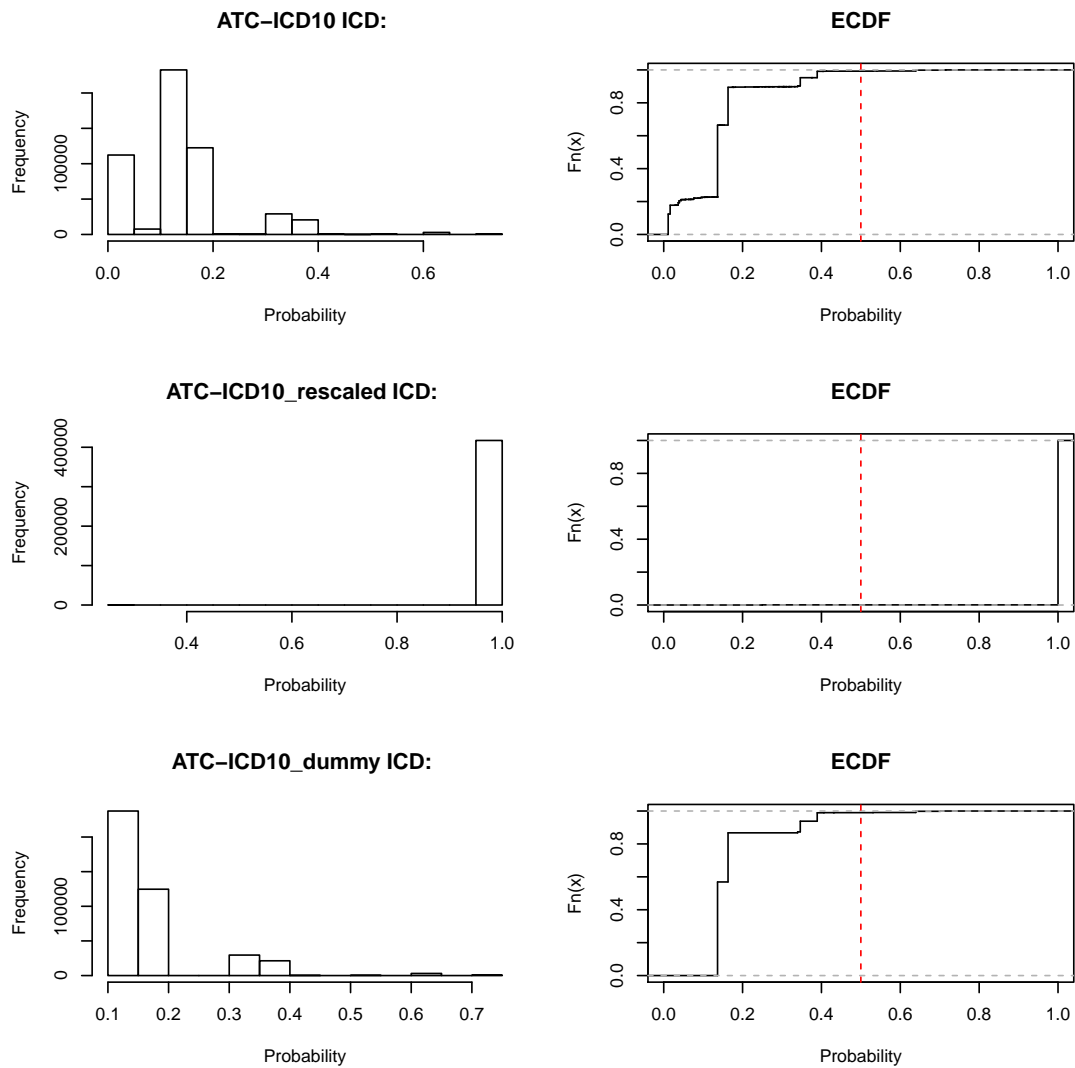 ATC−ICD10 ICD:
Frequency
0
100000
0.0 0.2 0.4 0.6
Probability
ECDF
Fn(x)
0.0
0.4
0.8
0.0 0.2 0.4 0.6 0.8 1.0
Probability
ATC−ICD10_rescaled ICD:
Frequency
0
200000
400000
0.4 0.6 0.8 1.0
Probability
ECDF
Fn(x)
0.0
0.4
0.8
0.0 0.2 0.4 0.6 0.8 1.0
Probability
ATC−ICD10_dummy ICD:
Frequency
0
100000
0.1 0.2 0.3 0.4 0.5 0.6 0.7
Probability
ECDF
Fn(x)
0.0
0.4
0.8
0.0 0.2 0.4 0.6 0.8 1.0
Probability